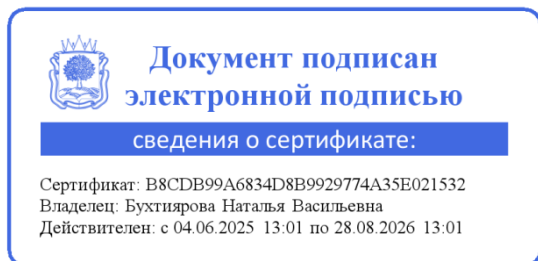 Документ подписан
электронной подписью
сведения о сертификате:
Сертификат: B8CDB99A6834D8B9929774A35E021532
Владелец: Бухтиярова Наталья Васильевна
Действителен: с 04.06.2025 13:01 по 28.08.2026 13:01